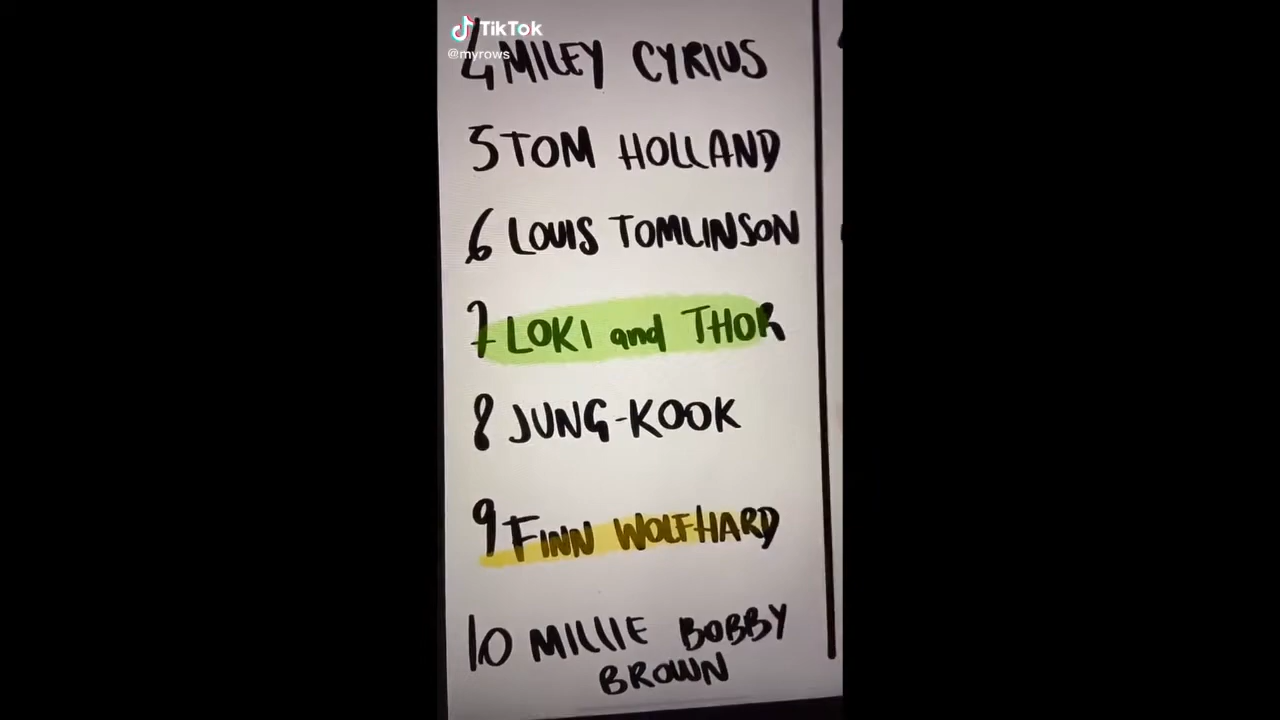 TikTok
@myrows
4 MILEY CYRIUS
5 TOM HOLLAND
6 LOUIS TOMLINSON
7 LOKI and THOR
8 JUNG-KOOK
9 FINN WOLFHARD
10 MILLIE BOBBY
BROWN